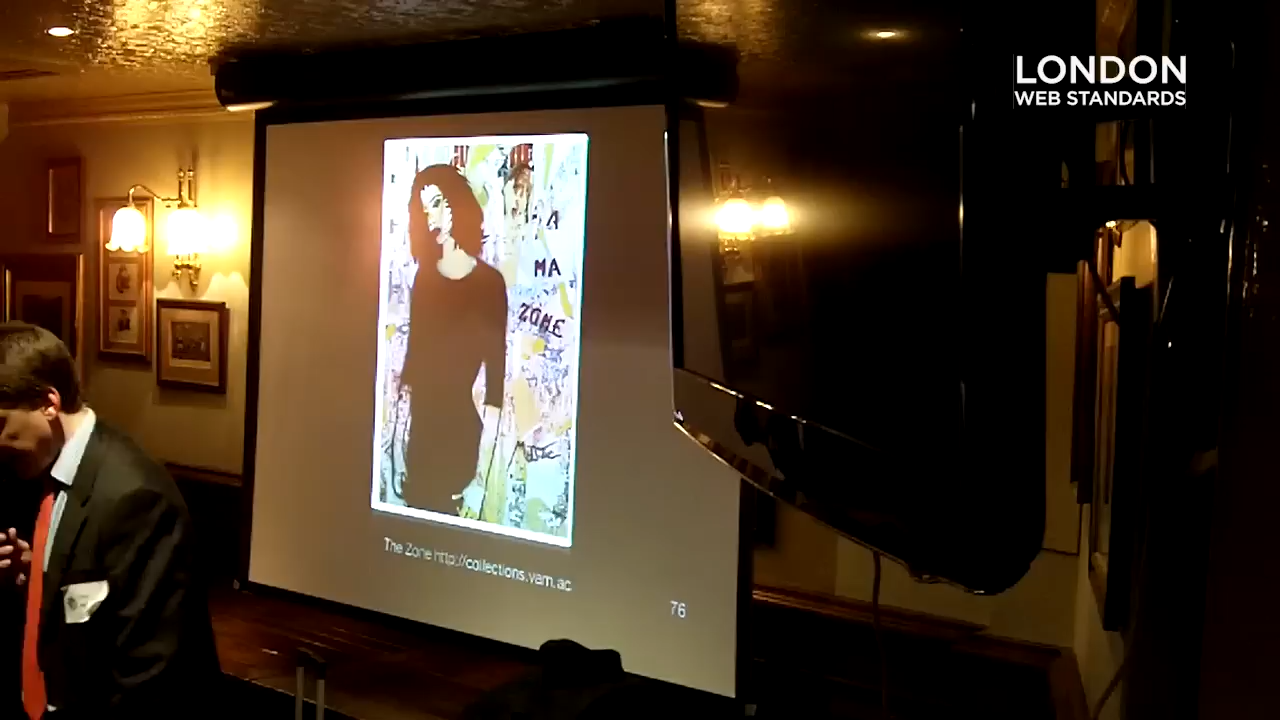 LONDON
WEB STANDARDS
MA
ZONE
The Zone http://collections.vam.ac
76